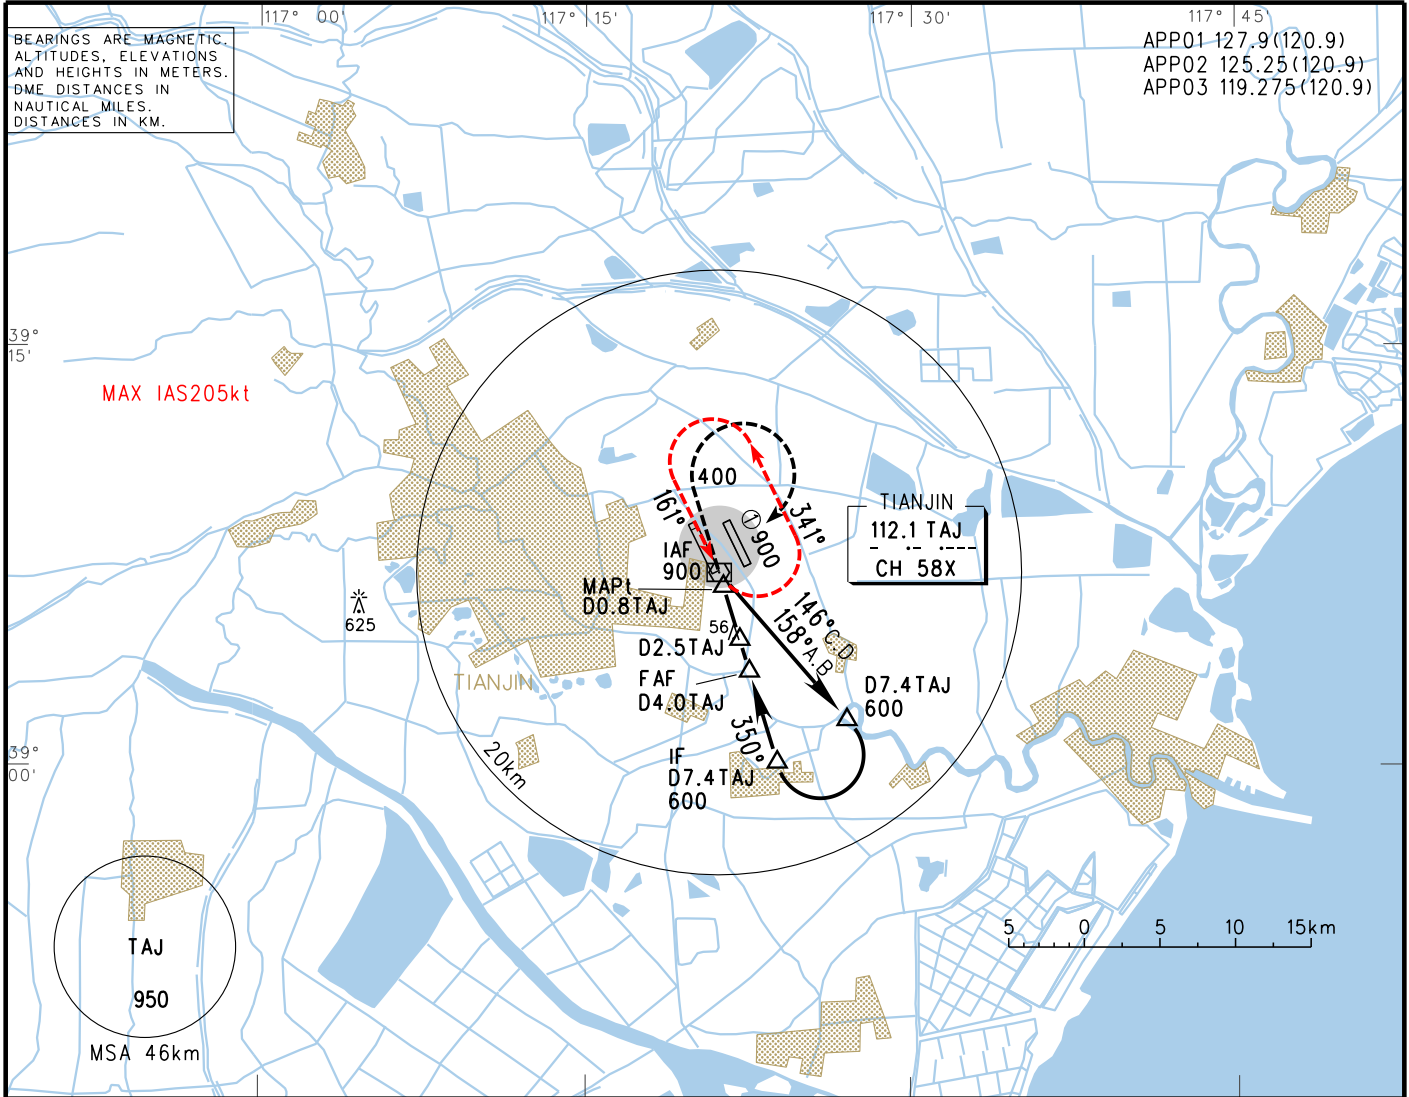 117° 00'
117° 15'
117° 30'
117° 45'
BEARINGS ARE MAGNETIC.
ALTITUDES, ELEVATIONS
AND HEIGHTS IN METERS.
DME DISTANCES IN
NAUTICAL MILES.
DISTANCES IN KM.
APP01 127.9(120.9)
APP02 125.25(120.9)
APP03 119.275(120.9)
39°
15'
MAX IAS205kt
400
161°
341°
① 900
TIANJIN
112.1 TAJ
- ·- ·---
CH 58X
IAF
900
MAPt
D0.8TAJ
625
56
146°C.D
158°A.B
D2.5TAJ
FAF
D4.0TAJ
TIANJIN
D7.4TAJ
600
350°
IF
D7.4TAJ
600
39°
00'
20km
TAJ
950
MSA 46km
5 0 5 10 15km